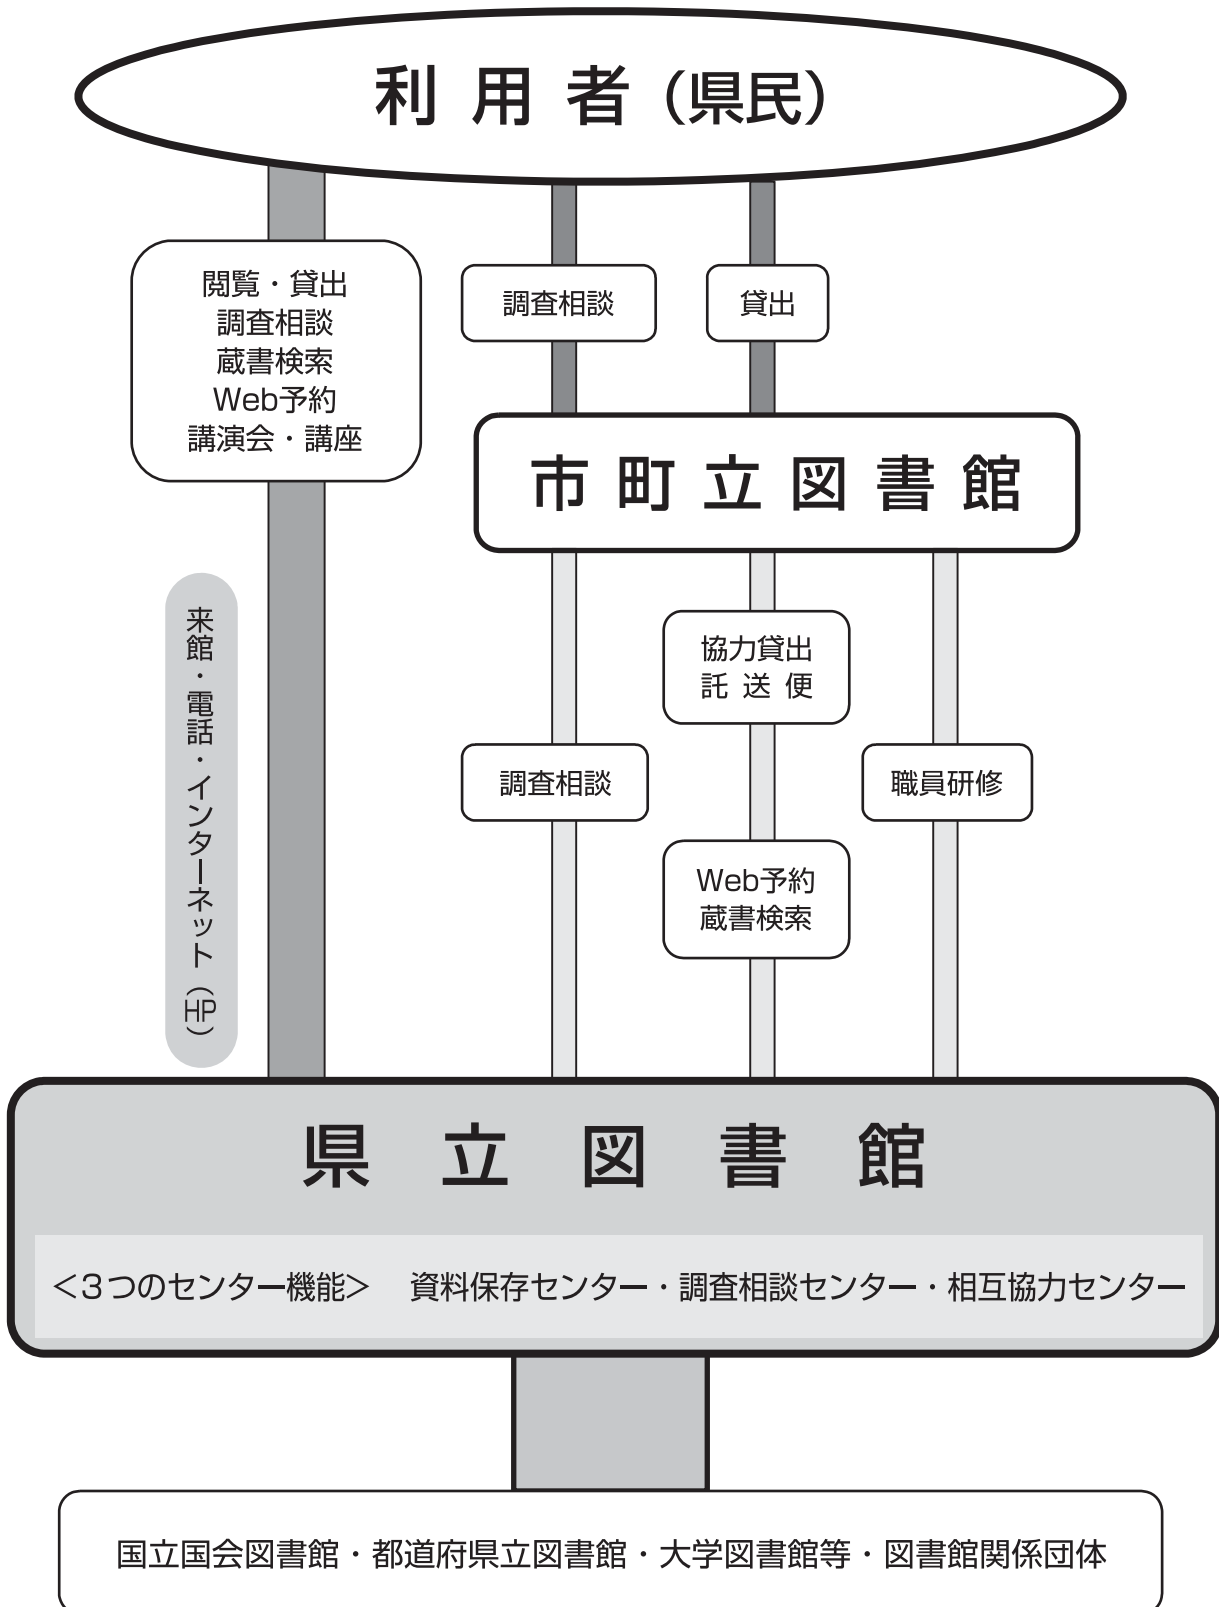 利用者（県民）
閲覧・貸出
調査相談
蔵書検索
Web予約
講演会・講座
調査相談
貸出
市町立図書館
来館・電話・インターネット（HP）
協力貸出
託送便
調査相談
職員研修
Web予約
蔵書検索
県立図書館
＜３つのセンター機能＞　資料保存センター・調査相談センター・相互協力センター
国立国会図書館・都道府県立図書館・大学図書館等・図書館関係団体